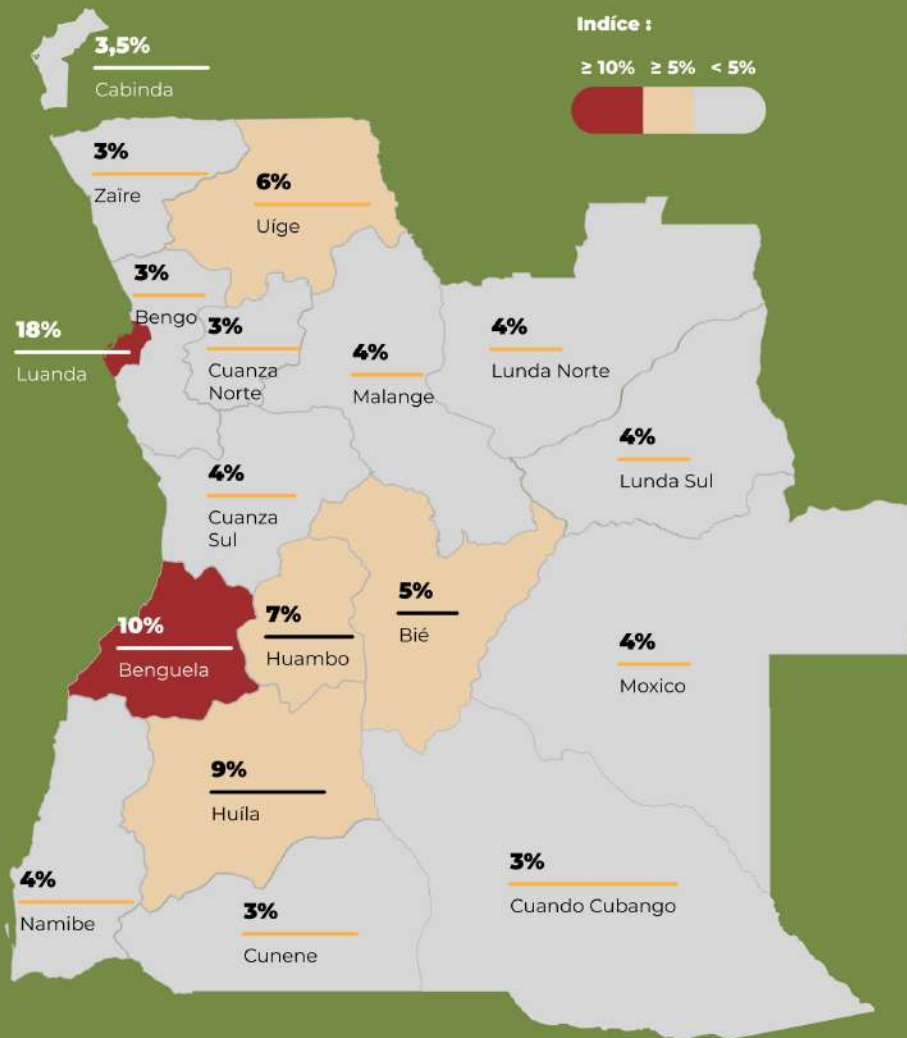 Indíce :
≥ 10% ≥ 5% < 5%
3,5%
Cabinda
3%
Zaïre
6%
Uíge
3%
Bengo
18%
Luanda
3%
Cuanza
Norte
4%
Malange
4%
Lunda Norte
4%
Lunda Sul
4%
Cuanza
Sul
10%
Benguela
7%
Huambo
5%
Bié
4%
Moxico
9%
Huíla
4%
Namibe
3%
Cunene
3%
Cuando Cubango